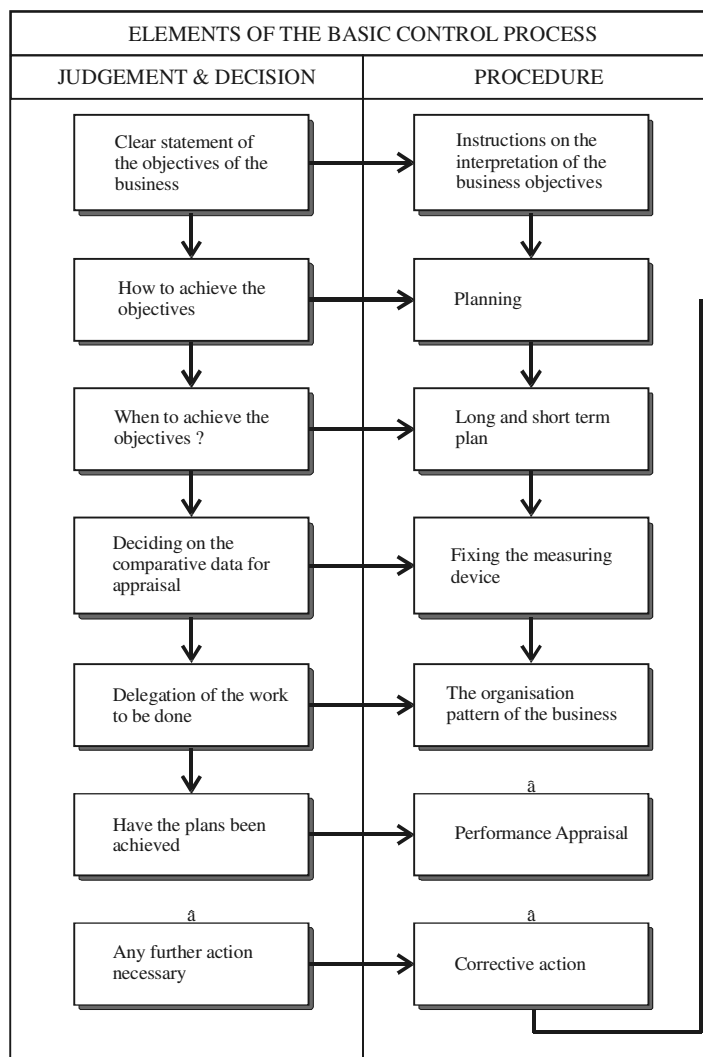 ELEMENTS OF THE BASIC CONTROL PROCESS
JUDGEMENT & DECISION
PROCEDURE
Clear statement of
the objectives of the
business
Instructions on the
interpretation of the
business objectives
How to achieve the
objectives
Planning
When to achieve the
objectives ?
Long and short term
plan
Deciding on the
comparative data for
appraisal
Fixing the measuring
device
Delegation of the work
to be done
The organisation
pattern of the business
Have the plans been
achieved
â
Performance Appraisal
â
Any further action
necessary
â
Corrective action